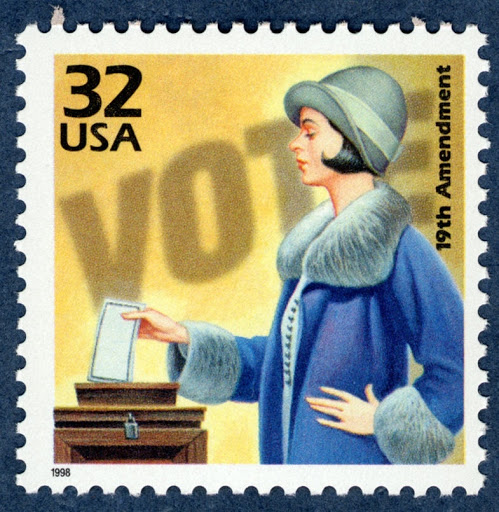 32
USA
VOTE
19th Amendment
1998